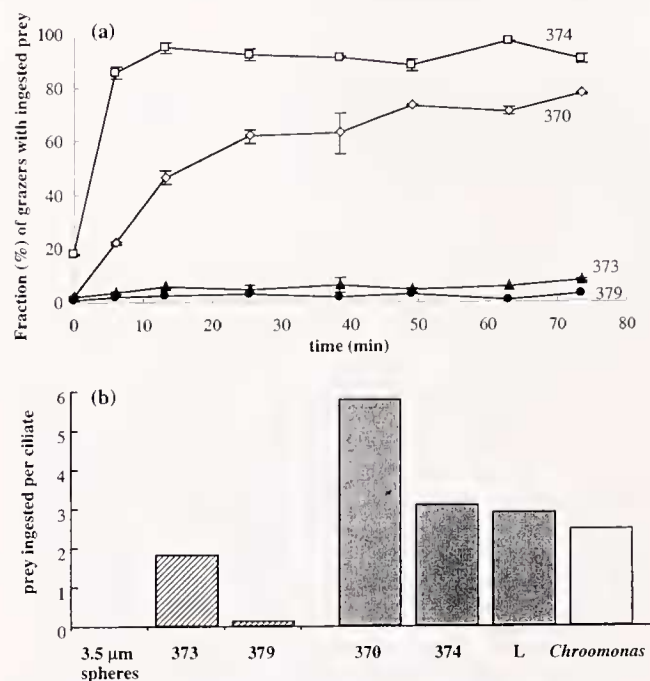 (a)
Fraction (%) of grazers with ingested prey
100
80
60
40
20
0
374
370
373
379
0 10 20 30 40 50 60 70 80
time (min)
(b)
prey ingested per ciliate
6
5
4
3
2
1
0
3.5 µm spheres
373
379
370
374
L
Chroomonas